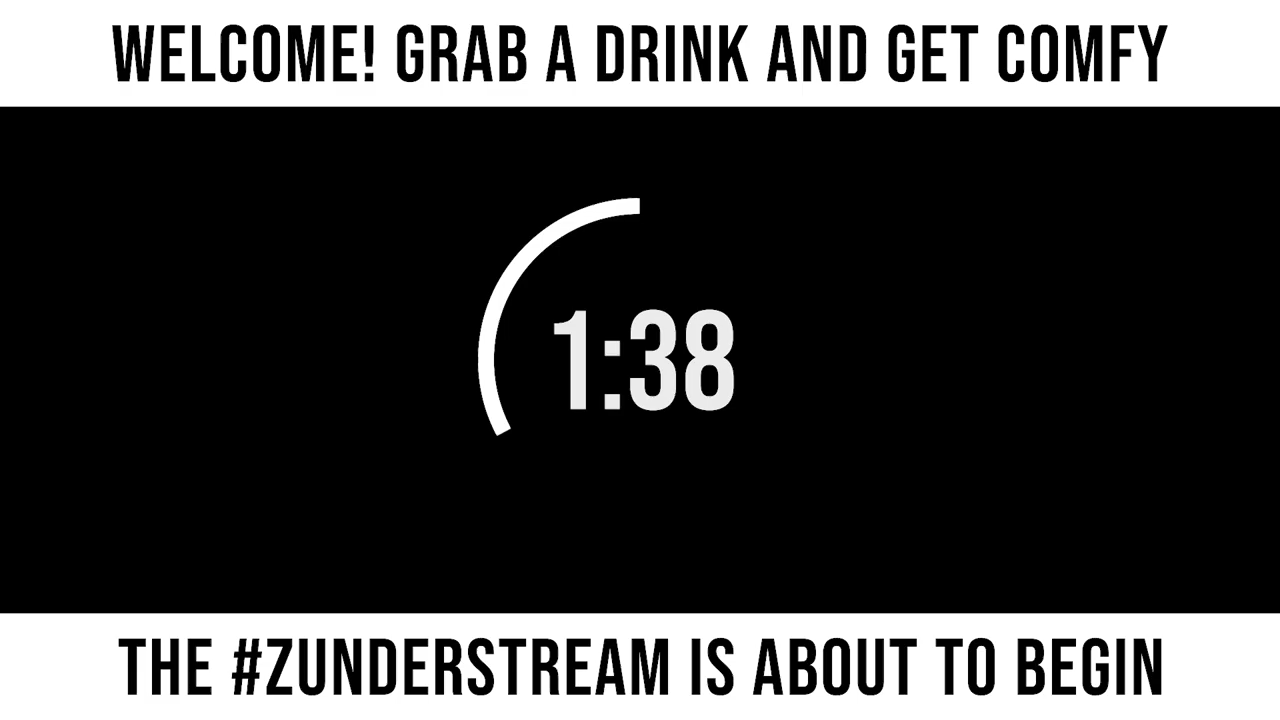 WELCOME! GRAB A DRINK AND GET COMFY
1:38
THE #ZUNDERSTREAM IS ABOUT TO BEGIN